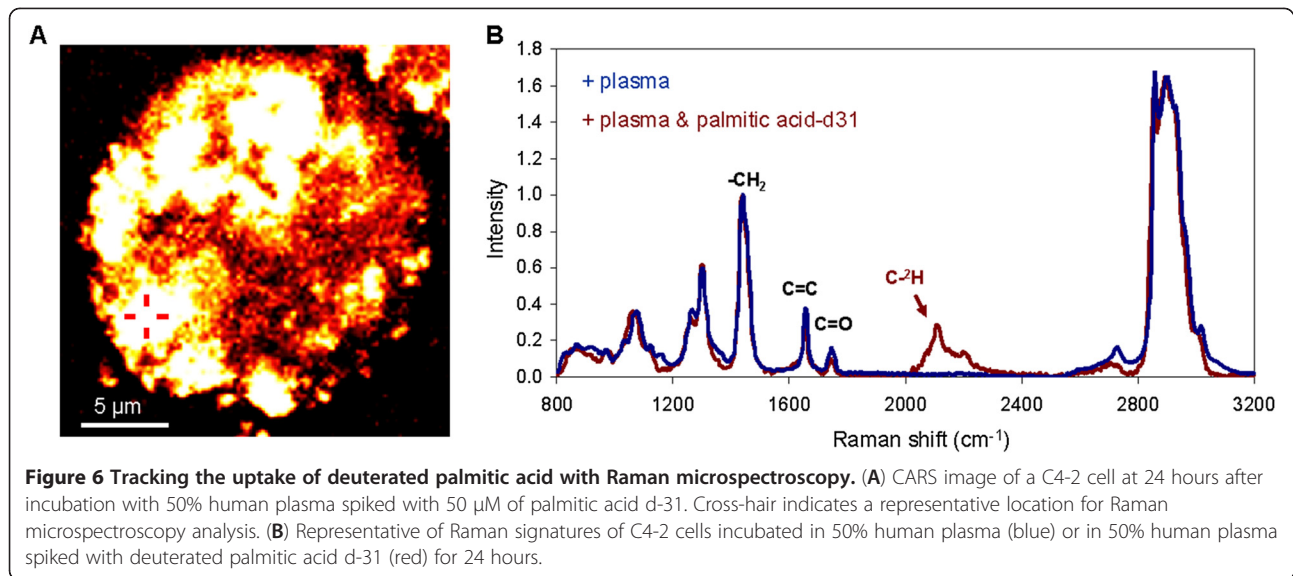 A
5 µm
B
Intensity
1.8
1.6
1.4
1.2
1.0
0.8
0.6
0.4
0.2
0.0
+ plasma
+ plasma & palmitic acid-d31
-CH₂
C=C
C=O
C-²H
800 1200 1600 2000 2400 2800 3200
Raman shift (cm⁻¹)
Figure 6 Tracking the uptake of deuterated palmitic acid with Raman microspectroscopy. (A) CARS image of a C4-2 cell at 24 hours after
incubation with 50% human plasma spiked with 50 μM of palmitic acid d-31. Cross-hair indicates a representative location for Raman
microspectroscopy analysis. (B) Representative of Raman signatures of C4-2 cells incubated in 50% human plasma (blue) or in 50% human plasma
spiked with deuterated palmitic acid d-31 (red) for 24 hours.